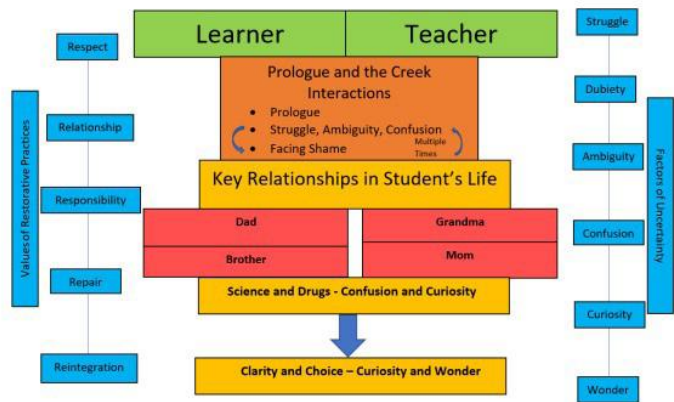 Learner
Teacher
Prologue and the Creek
Interactions
• Prologue
• Struggle, Ambiguity, Confusion
• Facing Shame
Multiple
Times
Key Relationships in Student's Life
Dad
Grandma
Brother
Mom
Science and Drugs - Confusion and Curiosity
Clarity and Choice – Curiosity and Wonder
Values of Restorative Practices
Respect
Relationship
Responsibility
Repair
Reintegration
Factors of Uncertainty
Struggle
Dubiety
Ambiguity
Confusion
Curiosity
Wonder